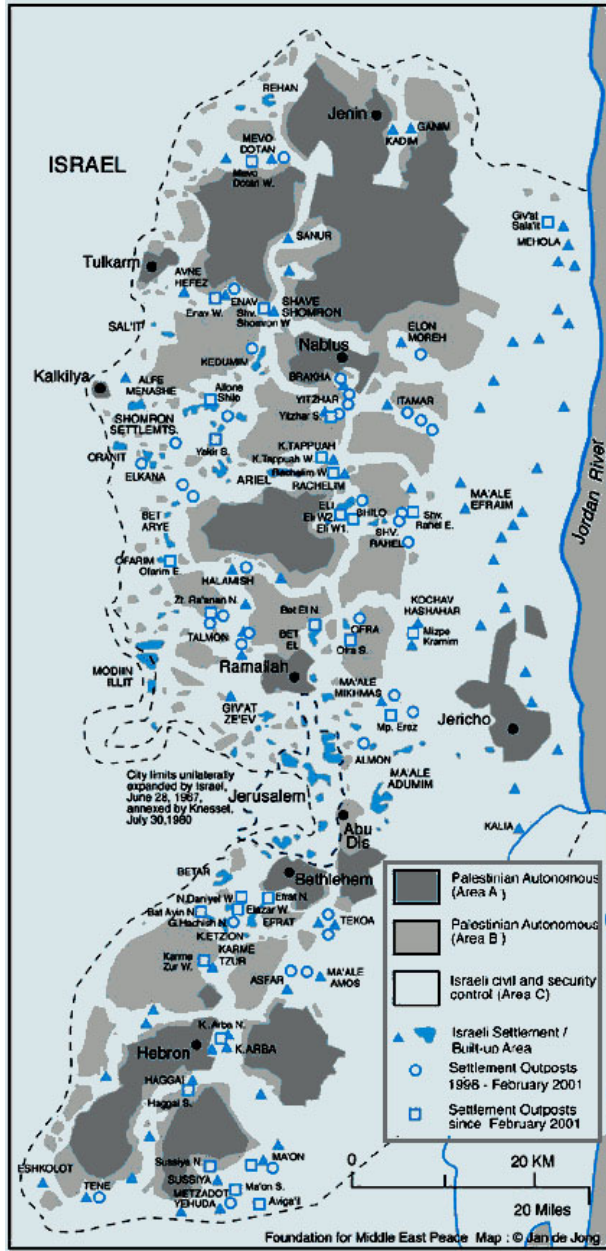 REHAN
Jenin
GANIM
KADIM
MEVO
DOTAN
Mevo
Dotan W.
ISRAEL
Giv'at
Sala'it
MEHOLA
SANUR
Tulkarm
AVNE
HEFEZ
ENAV
Enav W.
Shv.
Shomron W
SHAVE
SHOMRON
SAL'IT
ELON
MOREH
Nablus
KEDUMIM
BRAKHA
Kalkilya
ALFE
MENASHE
Allone
Shilo
YITZHAR
Yitzhar S.
ITAMAR
SHOMRON
SETTLEMTS.
Yakir S.
K.TAPPUAH
K.Tappuah W.
ORANIT
ELKANA
ARIEL
Rachelim W.
RACHELIM
MA'ALE
EFRAIM
Jordan River
BET
ARYE
ELI
Eli W2.
Eli W1.
SHILO
SHV.
RAHEL
Shv.
Rahel E.
OFARIM
Ofarim E.
HALAMISH
Zt. Ra'anan N.
TALMON
Bet El N.
BET
EL
OFRA
Ofra S.
KOCHAV
HASHAHAR
Mizpe
Kramim
MODIIN
ILLIT
Ramallah
GIV'AT
ZE'EV
MA'ALE
MIKHMAS
Mp. Erez
Jericho
ALMON
City limits unilaterally
expanded by Israel,
June 28, 1967,
annexed by Knesset,
July 30,1980
Jerusalem
MA'ALE
ADUMIM
Abu
Dis
KALIA
BETAR
Bethlehem
N.Daniyel W.
Efrat N.
Bat Ayin N.
Elazar W.
G.Hachish N.
EFRAT
TEKOA
K.ETZION
KARME
TZUR
Karme
Zur W.
ASFAR
MA'ALE
AMOS
K.Arba N.
Hebron
K.ARBA
HAGGAI
Haggai S.
Sussiya N.
MA'ON
ESHKOLOT
TENE
SUSSIYA
METZADOT
YEHUDA
Ma'on S.
Aviga'il
Palestinian Autonomous
(Area A)
Palestinian Autonomous
(Area B)
Israeli civil and security
control (Area C)
Israeli Settlement /
Built-up Area
Settlement Outposts
1996 - February 2001
Settlement Outposts
since February 2001
0 20 KM
20 Miles
Foundation for Middle East Peace Map : © Jan de Jong